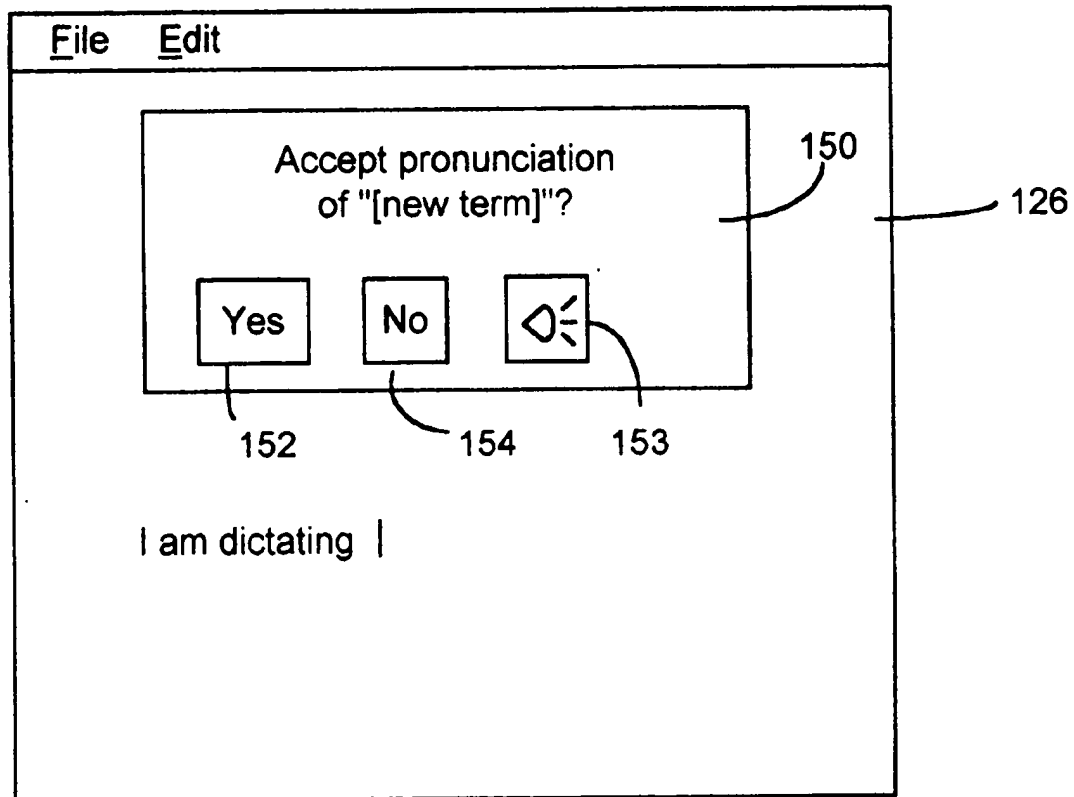 File Edit
Accept pronunciation
of "[new term]"?
150
126
Yes No
152 154 153
I am dictating